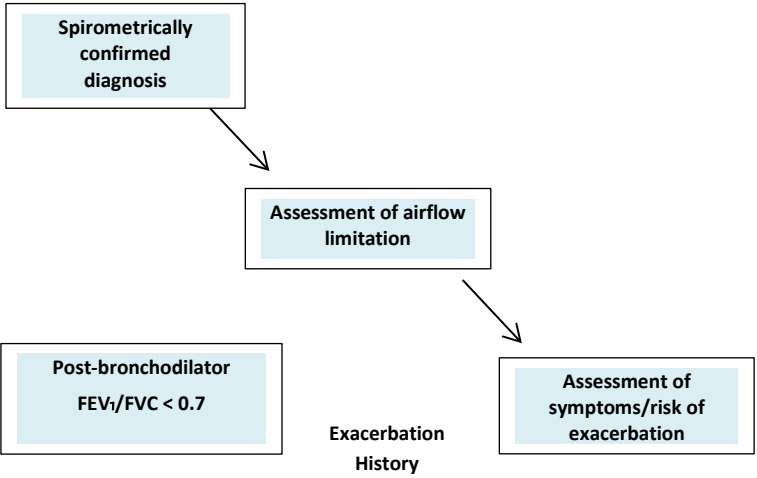 Spirometrically
confirmed
diagnosis
Assessment of airflow
limitation
Post-bronchodilator
FEV₁/FVC < 0.7
Exacerbation
History
Assessment of
symptoms/risk of
exacerbation